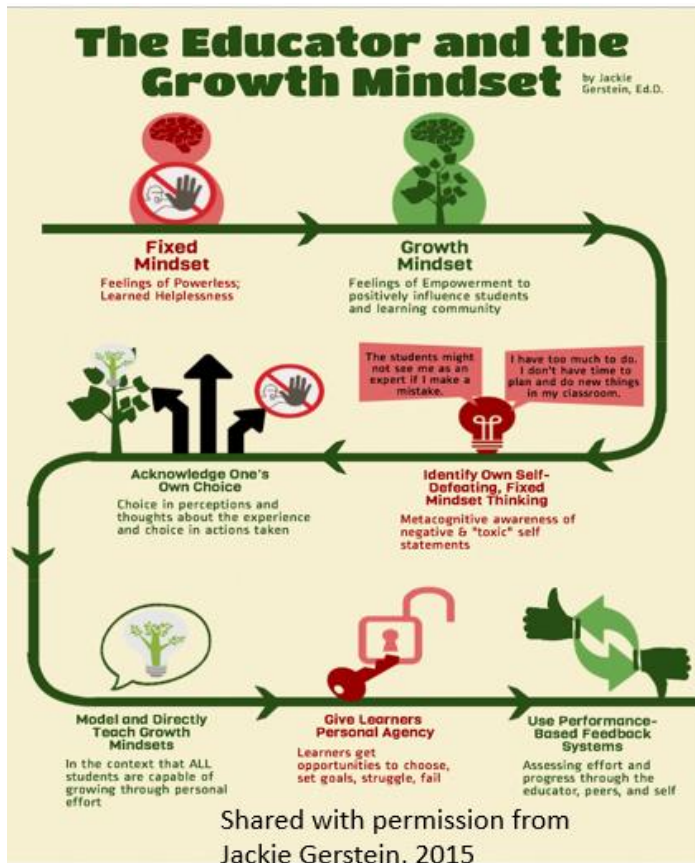 The Educator and the
Growth Mindset
by Jackie
Gerstein, Ed.D.
Fixed
Mindset
Feelings of Powerless;
Learned Helplessness
Growth
Mindset
Feelings of Empowerment to
positively influence students
and learning community
The students might
not see me as an
expert if I make a
mistake.
I have too much to do.
I don't have time to
plan and do new things
in my classroom.
Identify Own Self-
Defeating, Fixed
Mindset Thinking
Metacognitive awareness of
negative & "toxic" self
statements
Acknowledge One's
Own Choice
Choice in perceptions and
thoughts about the experience
and choice in actions taken
Model and Directly
Teach Growth
Mindsets
In the context that ALL
students are capable of
growing through personal
effort
Give Learners
Personal Agency
Learners get
opportunities to choose,
set goals, struggle, fail
Use Performance-
Based Feedback
Systems
Assessing effort and
progress through the
educator, peers, and self
Shared with permission from
Jackie Gerstein, 2015